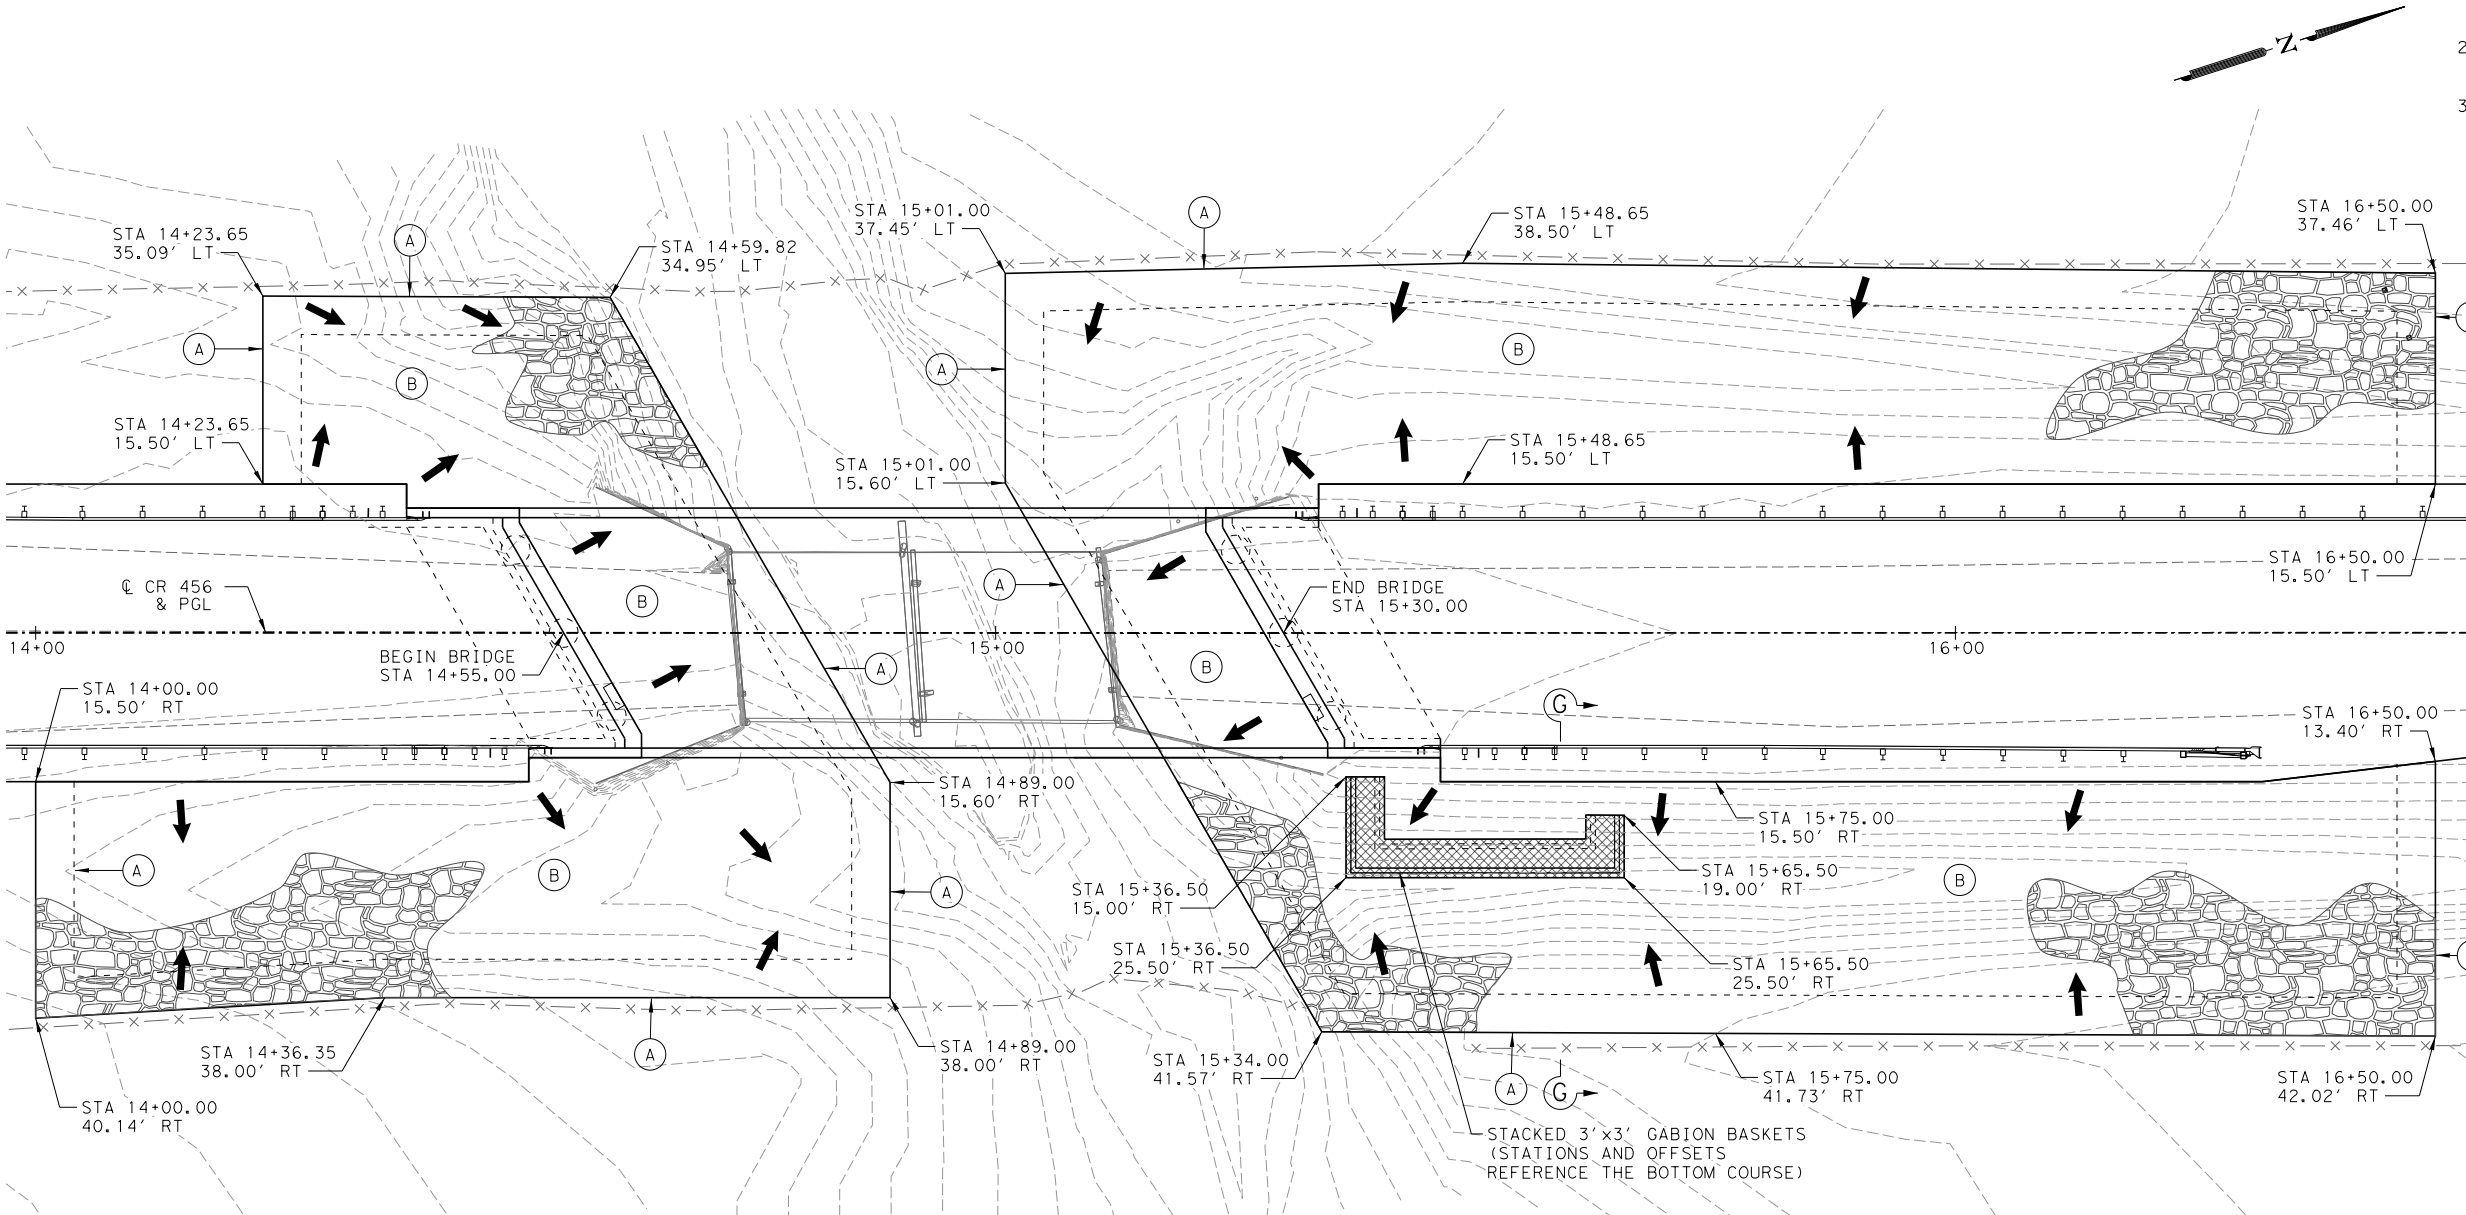 N
2
3
STA 14+23.65
35.09' LT
A
STA 14+59.82
34.95' LT
STA 15+01.00
37.45' LT
A
STA 15+48.65
38.50' LT
STA 16+50.00
37.46' LT
A
B
A
B
STA 14+23.65
15.50' LT
STA 15+01.00
15.60' LT
STA 15+48.65
15.50' LT
STA 16+50.00
15.50' LT
℄ CR 456
& PGL
B
A
END BRIDGE
STA 15+30.00
14+00
15+00
16+00
BEGIN BRIDGE
STA 14+55.00
A
B
STA 14+00.00
15.50' RT
G
STA 16+50.00
13.40' RT
STA 14+89.00
15.60' RT
STA 15+75.00
15.50' RT
A
B
A
STA 15+36.50
15.00' RT
STA 15+65.50
19.00' RT
B
STA 15+36.50
25.50' RT
STA 15+65.50
25.50' RT
STA 14+36.35
38.00' RT
A
STA 14+89.00
38.00' RT
STA 15+34.00
41.57' RT
A
G
STA 15+75.00
41.73' RT
STA 16+50.00
42.02' RT
STA 14+00.00
40.14' RT
STACKED 3'x3' GABION BASKETS
(STATIONS AND OFFSETS
REFERENCE THE BOTTOM COURSE)